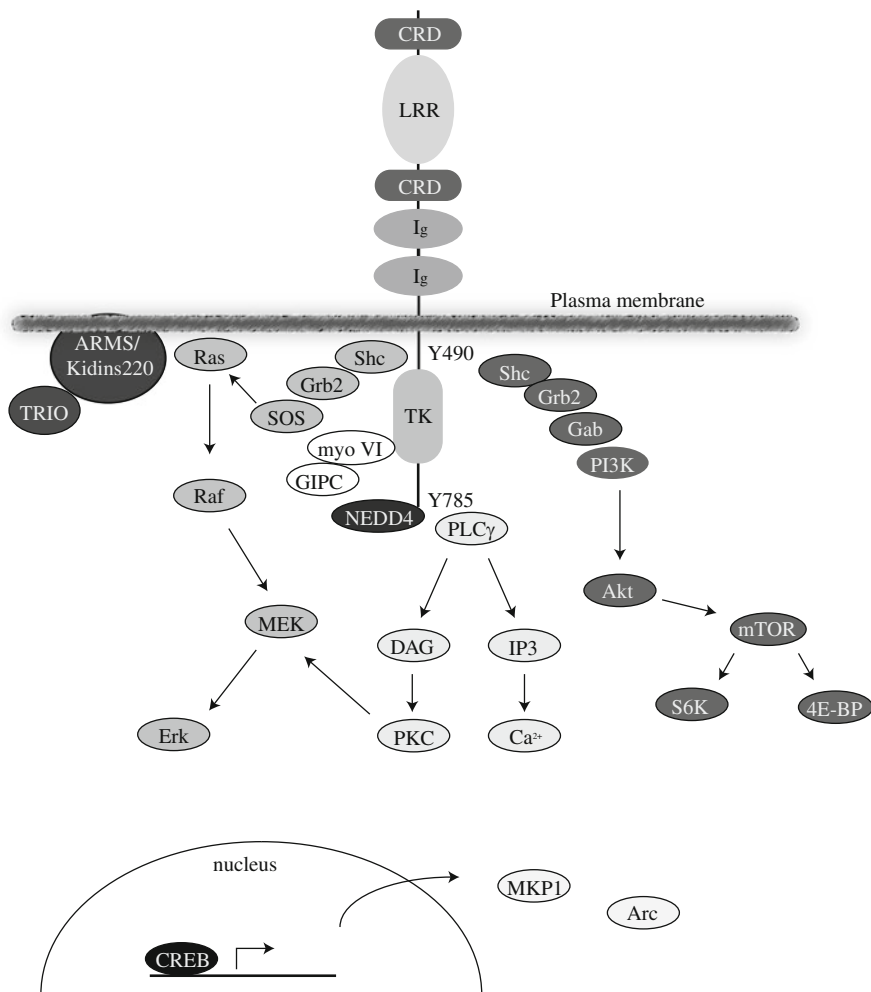 CRD
LRR
CRD
Ig
Ig
Plasma membrane
ARMS/
Kidins220
TRIO
Ras
Shc
Grb2
SOS
Y490
TK
Shc
Grb2
Gab
PI3K
myo VI
GIPC
Raf
NEDD4
Y785
PLCγ
Akt
MEK
DAG
IP3
mTOR
Erk
PKC
Ca²⁺
S6K
4E-BP
nucleus
MKP1
Arc
CREB